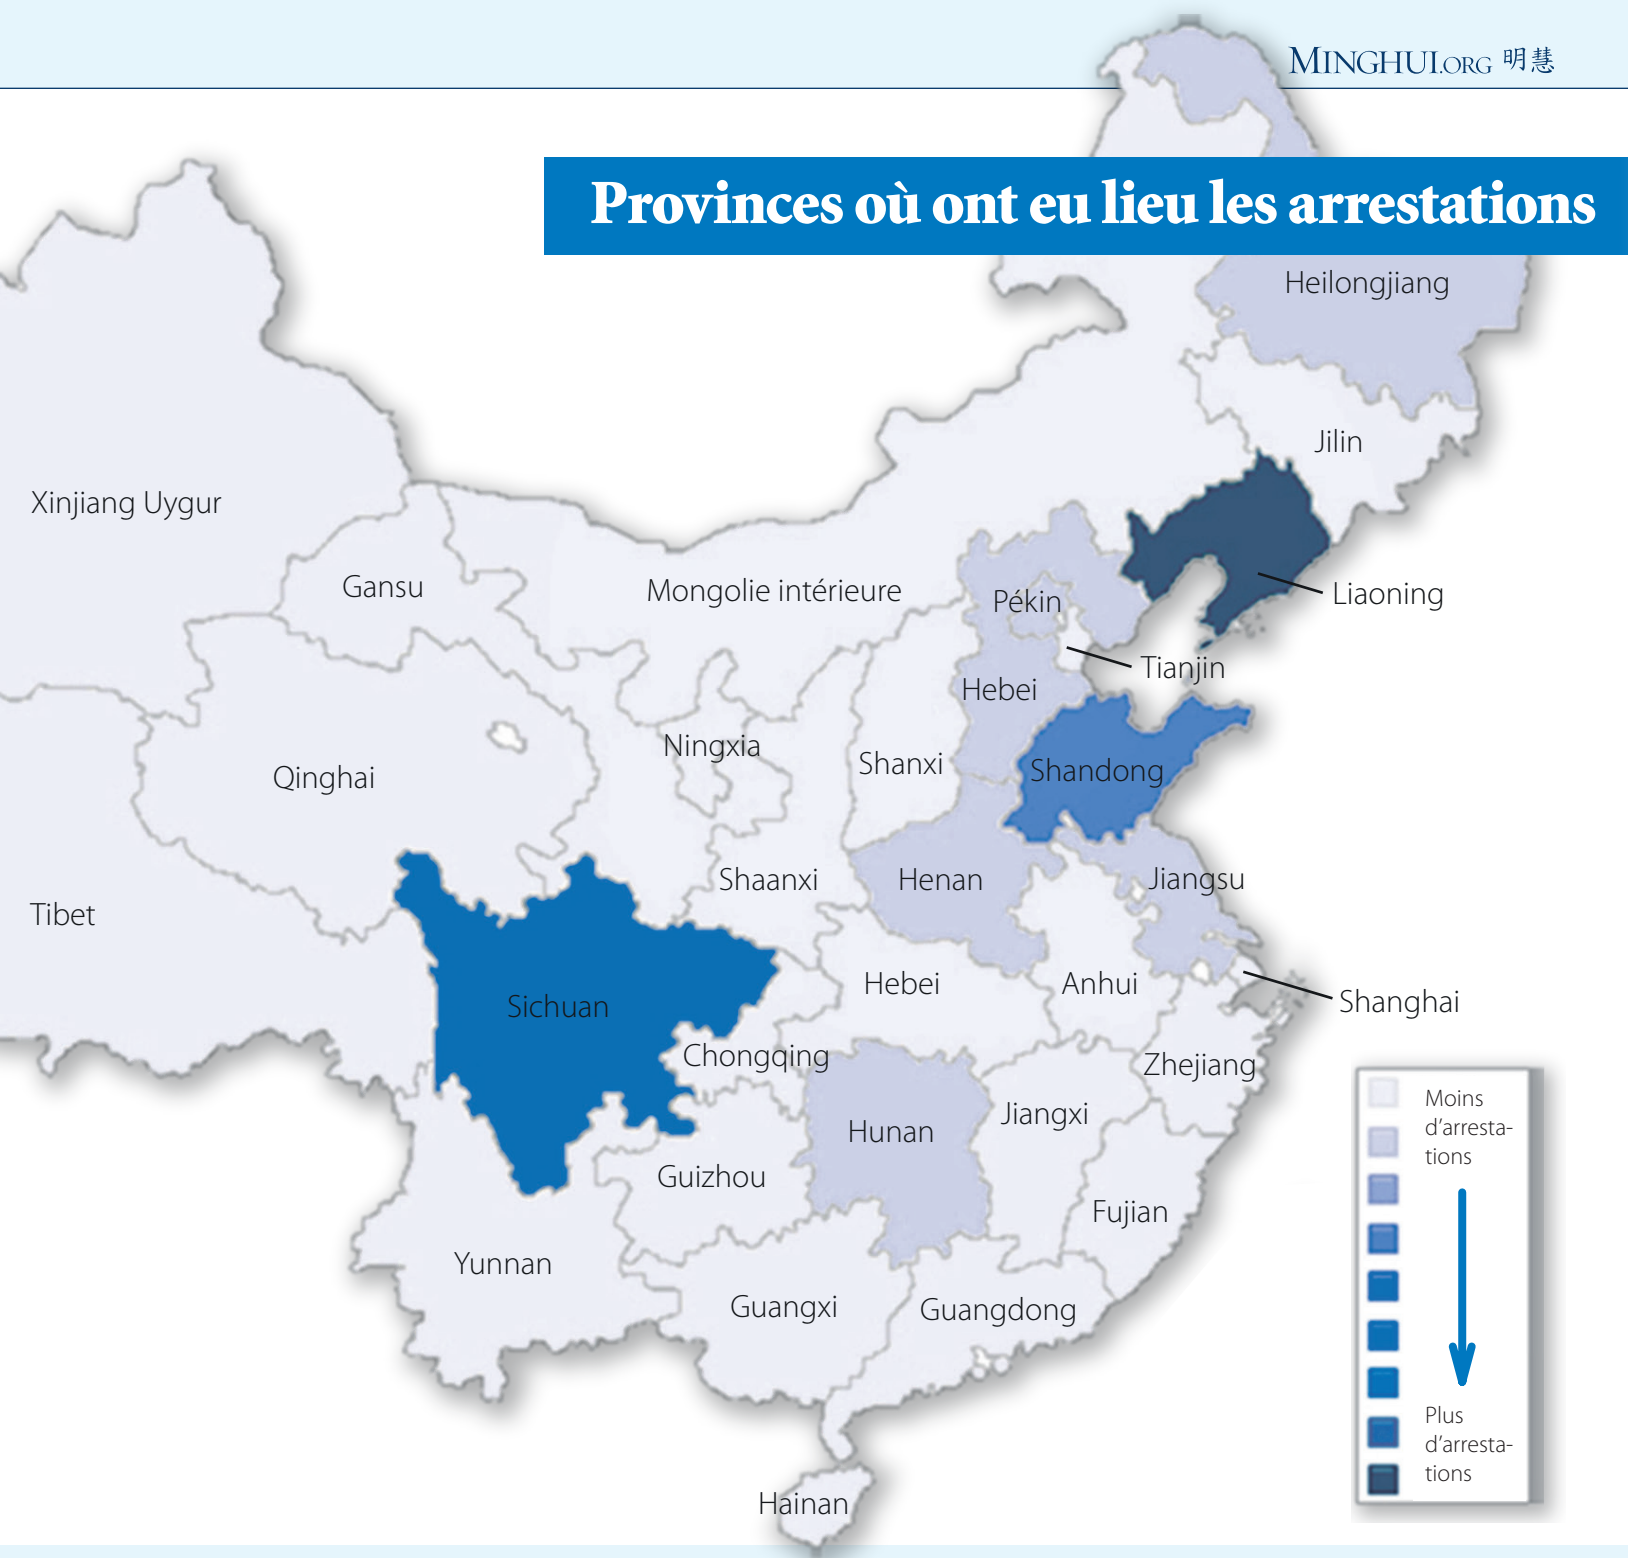 MINGHUI.ORG 明慧
Provinces où ont eu lieu les arrestations
Heilongjiang
Jilin
Xinjiang Uygur
Gansu
Mongolie intérieure
Pékin
Liaoning
Tianjin
Hebei
Ningxia
Shanxi
Shandong
Qinghai
Shaanxi
Henan
Jiangsu
Tibet
Sichuan
Hebei
Anhui
Shanghai
Chongqing
Zhejiang
Hunan
Jiangxi
Guizhou
Fujian
Yunnan
Guangxi
Guangdong
Hainan
Moins
d’arresta-
tions
Plus
d’arresta-
tions